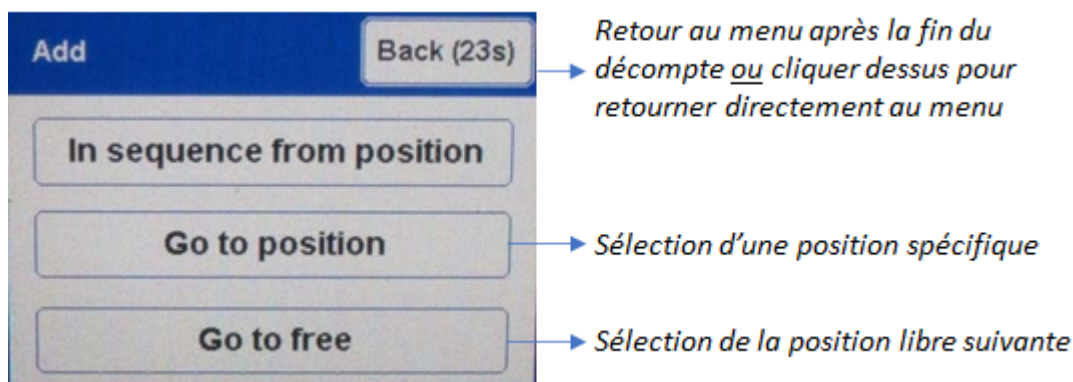 Add
Back (23s)
Retour au menu après la fin du
décompte ou cliquer dessus pour
retourner directement au menu
In sequence from position
Go to position
Sélection d'une position spécifique
Go to free
Sélection de la position libre suivante